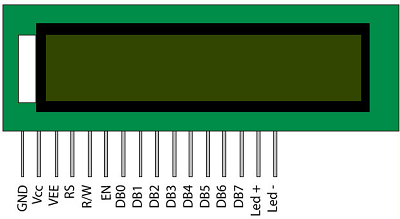 GND
Vcc
VEE
RS
R/W
EN
DB0
DB1
DB2
DB3
DB4
DB5
DB6
DB7
Led +
Led -